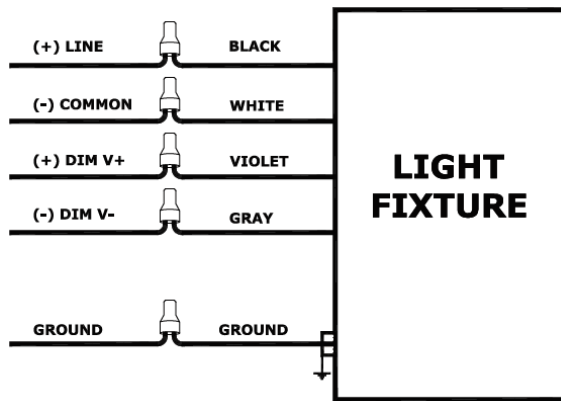 (+) LINE BLACK
(-) COMMON WHITE
(+) DIM V+ VIOLET
(-) DIM V- GRAY
GROUND GROUND
LIGHT
FIXTURE